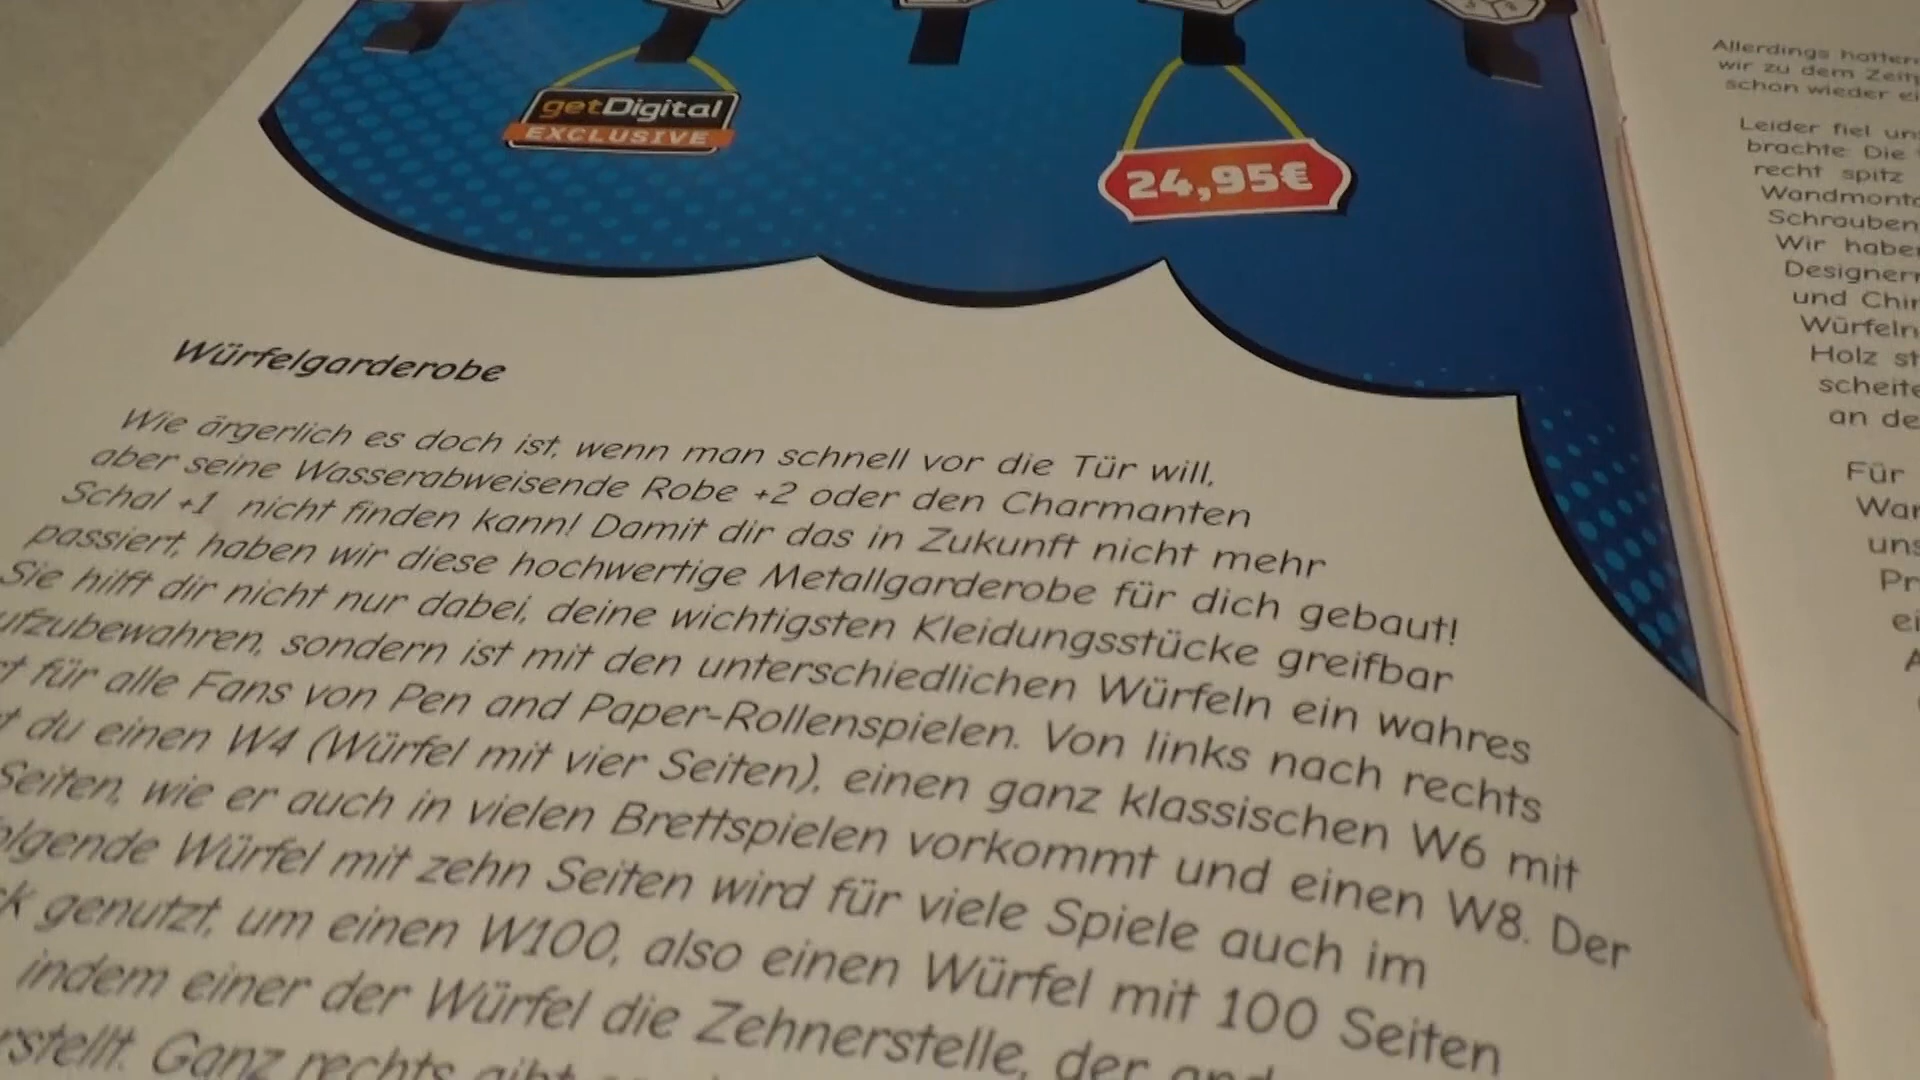 getDigital
EXCLUSIVE
24,95€
Würfelgarderobe
Wie ärgerlich es doch ist, wenn man schnell vor die Tür will,
aber seine Wasserabweisende Robe +2 oder den Charmanten
Schal +1 nicht finden kann! Damit dir das in Zukunft nicht mehr
passiert, haben wir diese hochwertige Metallgarderobe für dich gebaut!
Sie hilft dir nicht nur dabei, deine wichtigsten Kleidungsstücke greifbar
ufzubewahren, sondern ist mit den unterschiedlichen Würfeln ein wahres
für alle Fans von Pen and Paper-Rollenspielen. Von links nach rechts
du einen W4 (Würfel mit vier Seiten), einen ganz klassischen W6 mit
Seiten, wie er auch in vielen Brettspielen vorkommt und einen W8. Der
olgende Würfel mit zehn Seiten wird für viele Spiele auch im
ck genutzt, um einen W100, also einen Würfel mit 100 Seiten
indem einer der Würfel die Zehnerstelle, der and
rstellt. Ganz rechts gibt
Allerdings hatten
wir zu dem Zeit
schon wieder ei
Leider fiel un
brachte: Die
recht spitz
Wandmont
Schrauben
Wir habe
Designer
und Chi
Würfeln
Holz st
scheite
an de
Für
War
uns
Pr
ei